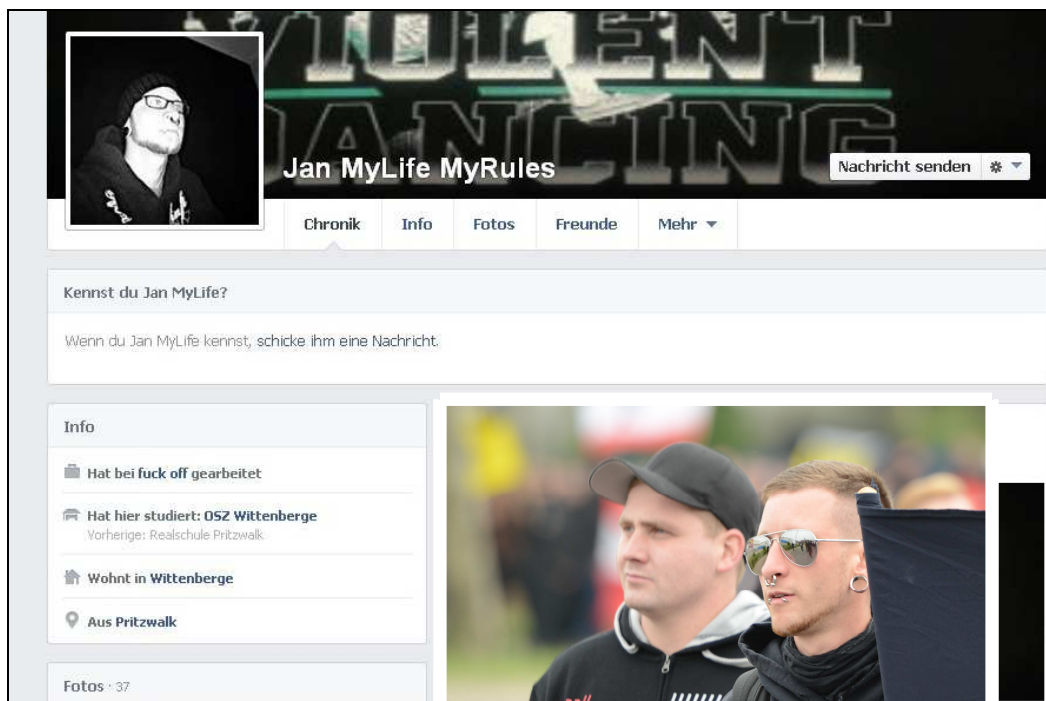 VIOLENT
DANCING
Jan MyLife MyRules
Nachricht senden
Chronik Info Fotos Freunde Mehr
Kennst du Jan MyLife?
Wenn du Jan MyLife kennst, schicke ihm eine Nachricht.
Info
Hat bei fuck off gearbeitet
Hat hier studiert: OSZ Wittenberge
Vorherige: Realschule Pritzwalk
Wohnt in Wittenberge
Aus Pritzwalk
Fotos · 37